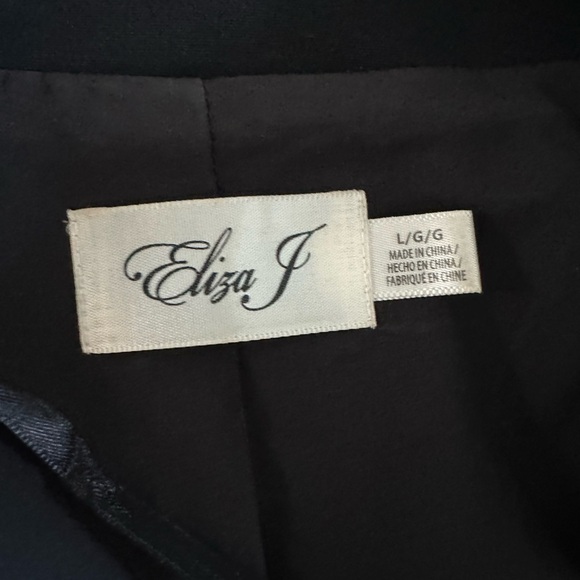 Eliza J
L/G/G
MADE IN CHINA/
HECHO EN CHINA/
FABRIQUÉ EN CHINE